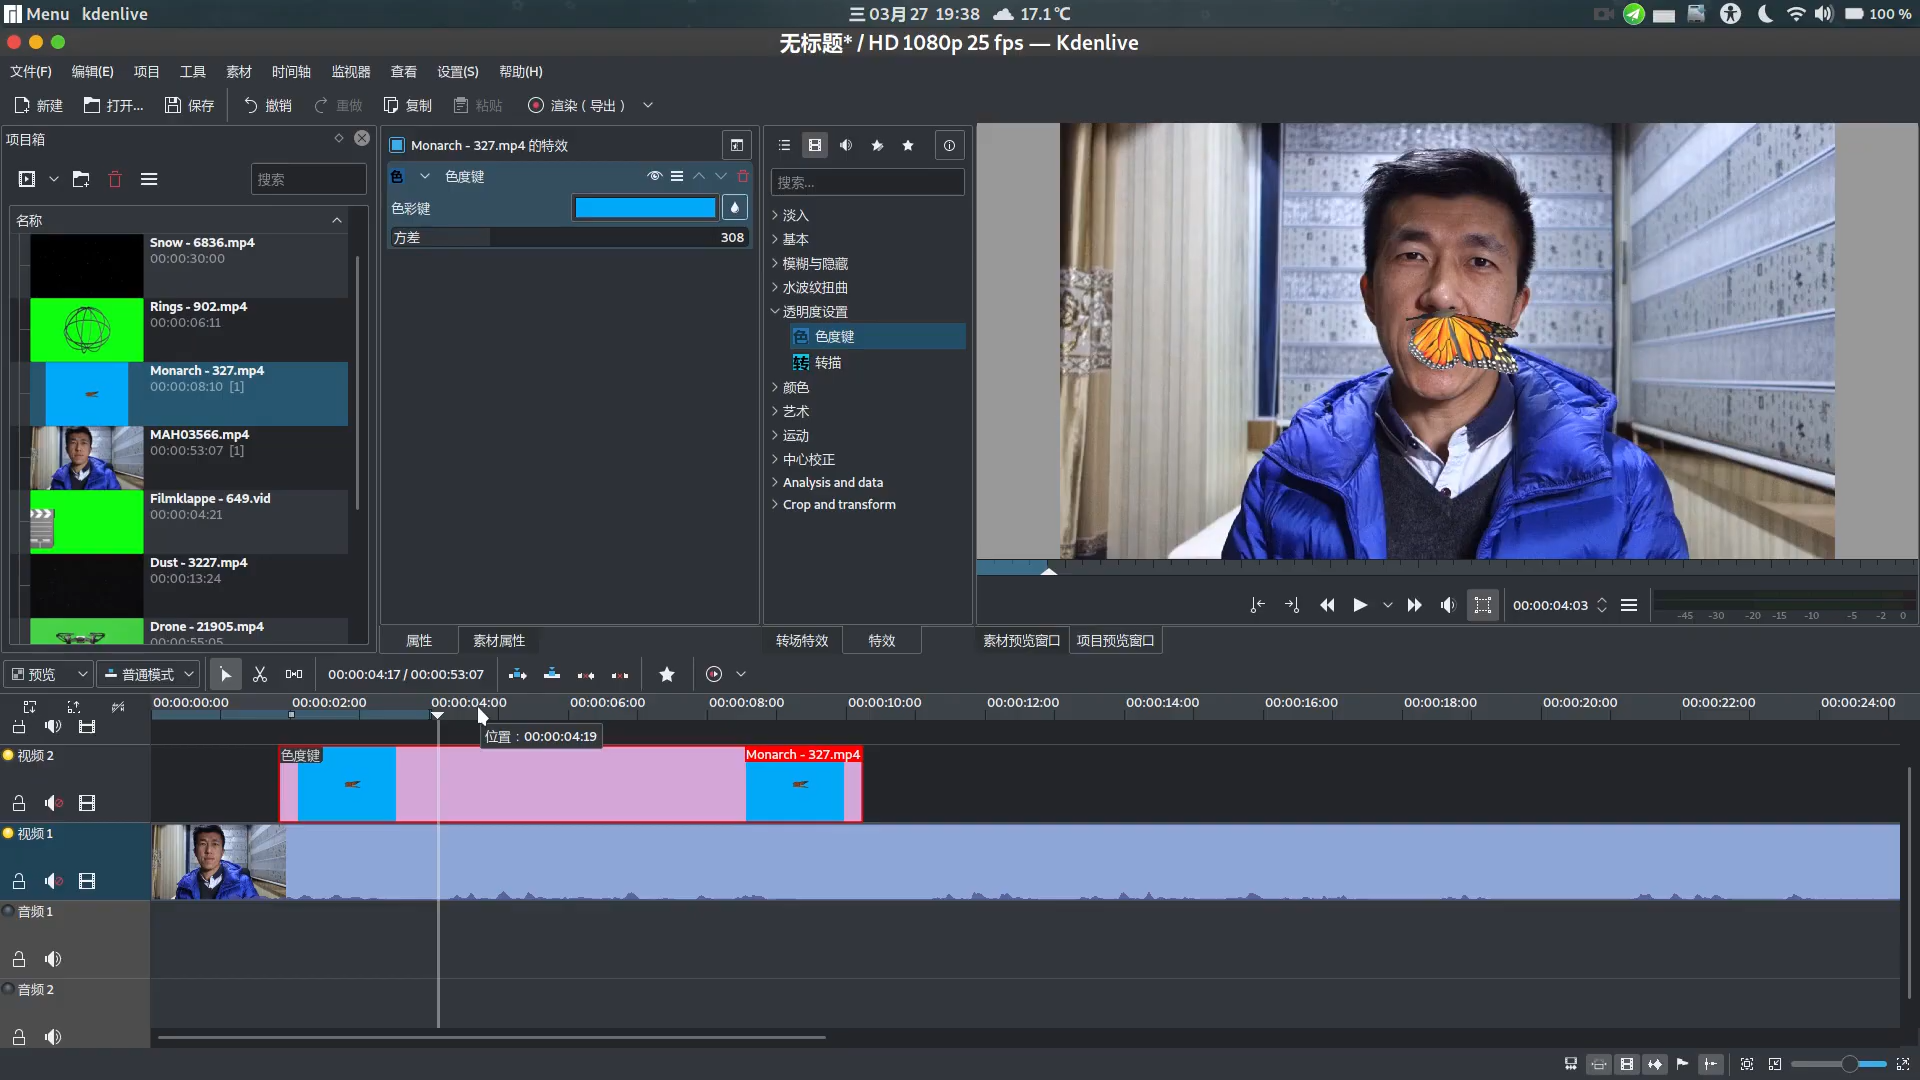 Menu kdenlive
三 03月 27 19:38 17.1℃
100 %
无标题* / HD 1080p 25 fps — Kdenlive
文件(F) 编辑(E) 项目 工具 素材 时间轴 监视器 查看 设置(S) 帮助(H)
新建 打开... 保存 撤销 重做 复制 粘贴 渲染 ( 导出 )
项目箱
搜索
名称
Snow - 6836.mp4
00:00:30:00
Rings - 902.mp4
00:00:06:11
Monarch - 327.mp4
00:00:08:10 [1]
MAH03566.mp4
00:00:53:07 [1]
Filmklappe - 649.vid
00:00:04:21
Dust - 3227.mp4
00:00:13:24
Drone - 21905.mp4
00:00:55:05
Monarch - 327.mp4 的特效
色 色度键
色彩键
方差 308
属性 素材属性
搜索...
淡入
基本
模糊与隐藏
水波纹扭曲
透明度设置
色 色度键
转 转描
颜色
艺术
运动
中心校正
Analysis and data
Crop and transform
转场特效 特效
00:00:04:03
-45 -30 -20 -15 -10 -5 -2 0
素材预览窗口 项目预览窗口
预览 普通模式 00:00:04:17 / 00:00:53:07
00:00:00:00 00:00:02:00 00:00:04:00 00:00:06:00 00:00:08:00 00:00:10:00 00:00:12:00 00:00:14:00 00:00:16:00 00:00:18:00 00:00:20:00 00:00:22:00 00:00:24:00
位置：00:00:04:19
视频 2
色度键 Monarch - 327.mp4
视频 1
音频 1
音频 2